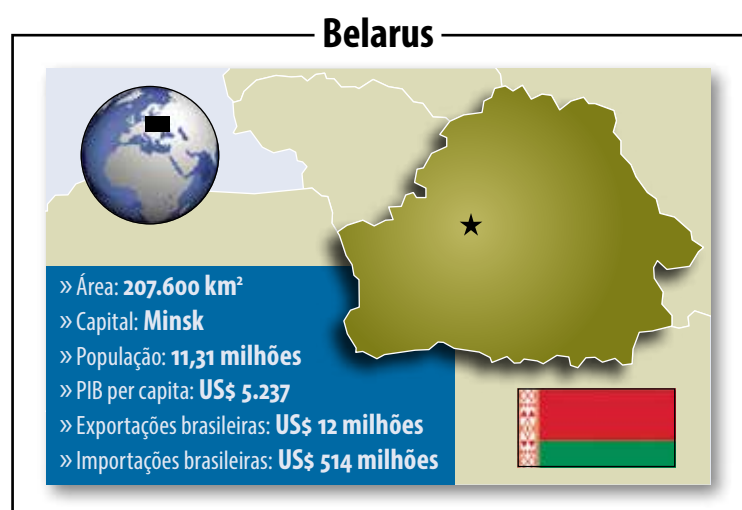 Belarus
» Área: 207.600 km²
» Capital: Minsk
» População: 11,31 milhões
» PIB per capita: US$ 5.237
» Exportações brasileiras: US$ 12 milhões
» Importações brasileiras: US$ 514 milhões